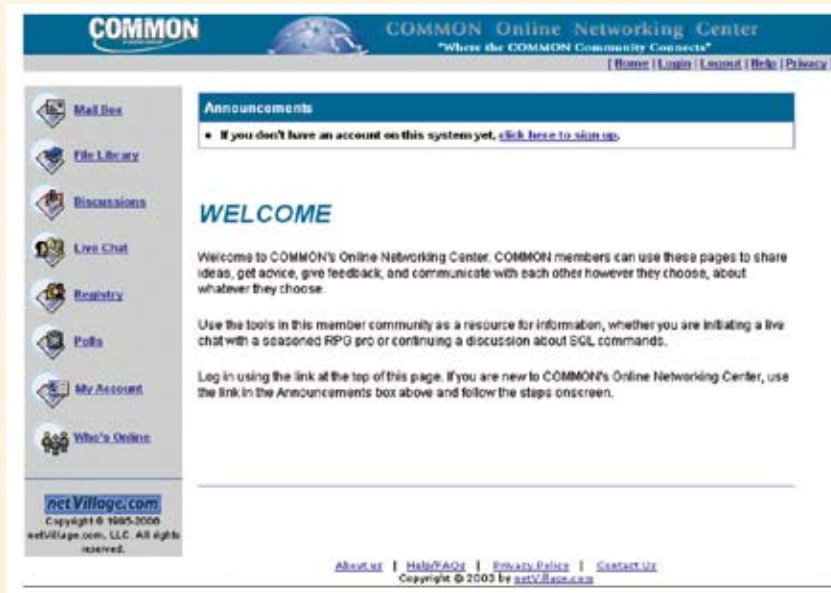 COMMON
COMMON Online Networking Center
"Where the COMMON Community Connects"
[ Home | Login | Logout | Help | Privacy
Mail Box
File Library
Discussions
Live Chat
Registry
Polls
My Account
Who's Online
netVillage.com
Copyright © 1995-2000
netVillage.com, LLC. All rights
reserved.
Announcements
• If you don't have an account on this system yet, click here to sign up.
WELCOME
Welcome to COMMON's Online Networking Center. COMMON members can use these pages to share
ideas, get advice, give feedback, and communicate with each other however they choose, about
whatever they choose.
Use the tools in this member community as a resource for information, whether you are initiating a live
chat with a seasoned RPG pro or continuing a discussion about SQL commands.
Log in using the link at the top of this page. If you are new to COMMON's Online Networking Center, use
the link in the Announcements box above and follow the steps onscreen.
About us | Help/FAQs | Privacy Police | Contact Us
Copyright © 2003 by netVillage.com